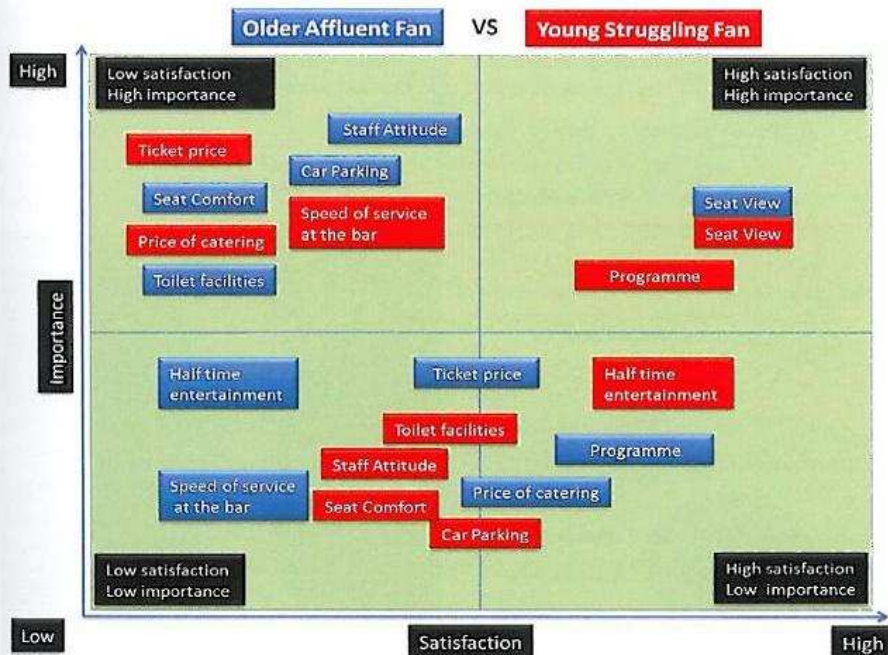 Older Affluent Fan VS Young Struggling Fan
High
Low satisfaction
High importance
High satisfaction
High importance
Staff Attitude
Ticket price
Car Parking
Seat Comfort
Speed of service
at the bar
Seat View
Seat View
Price of catering
Toilet facilities
Programme
Importance
Half time
entertainment
Ticket price
Half time
entertainment
Toilet facilities
Programme
Staff Attitude
Speed of service
at the bar
Seat Comfort
Price of catering
Car Parking
Low satisfaction
Low importance
High satisfaction
Low importance
Low
Satisfaction
High